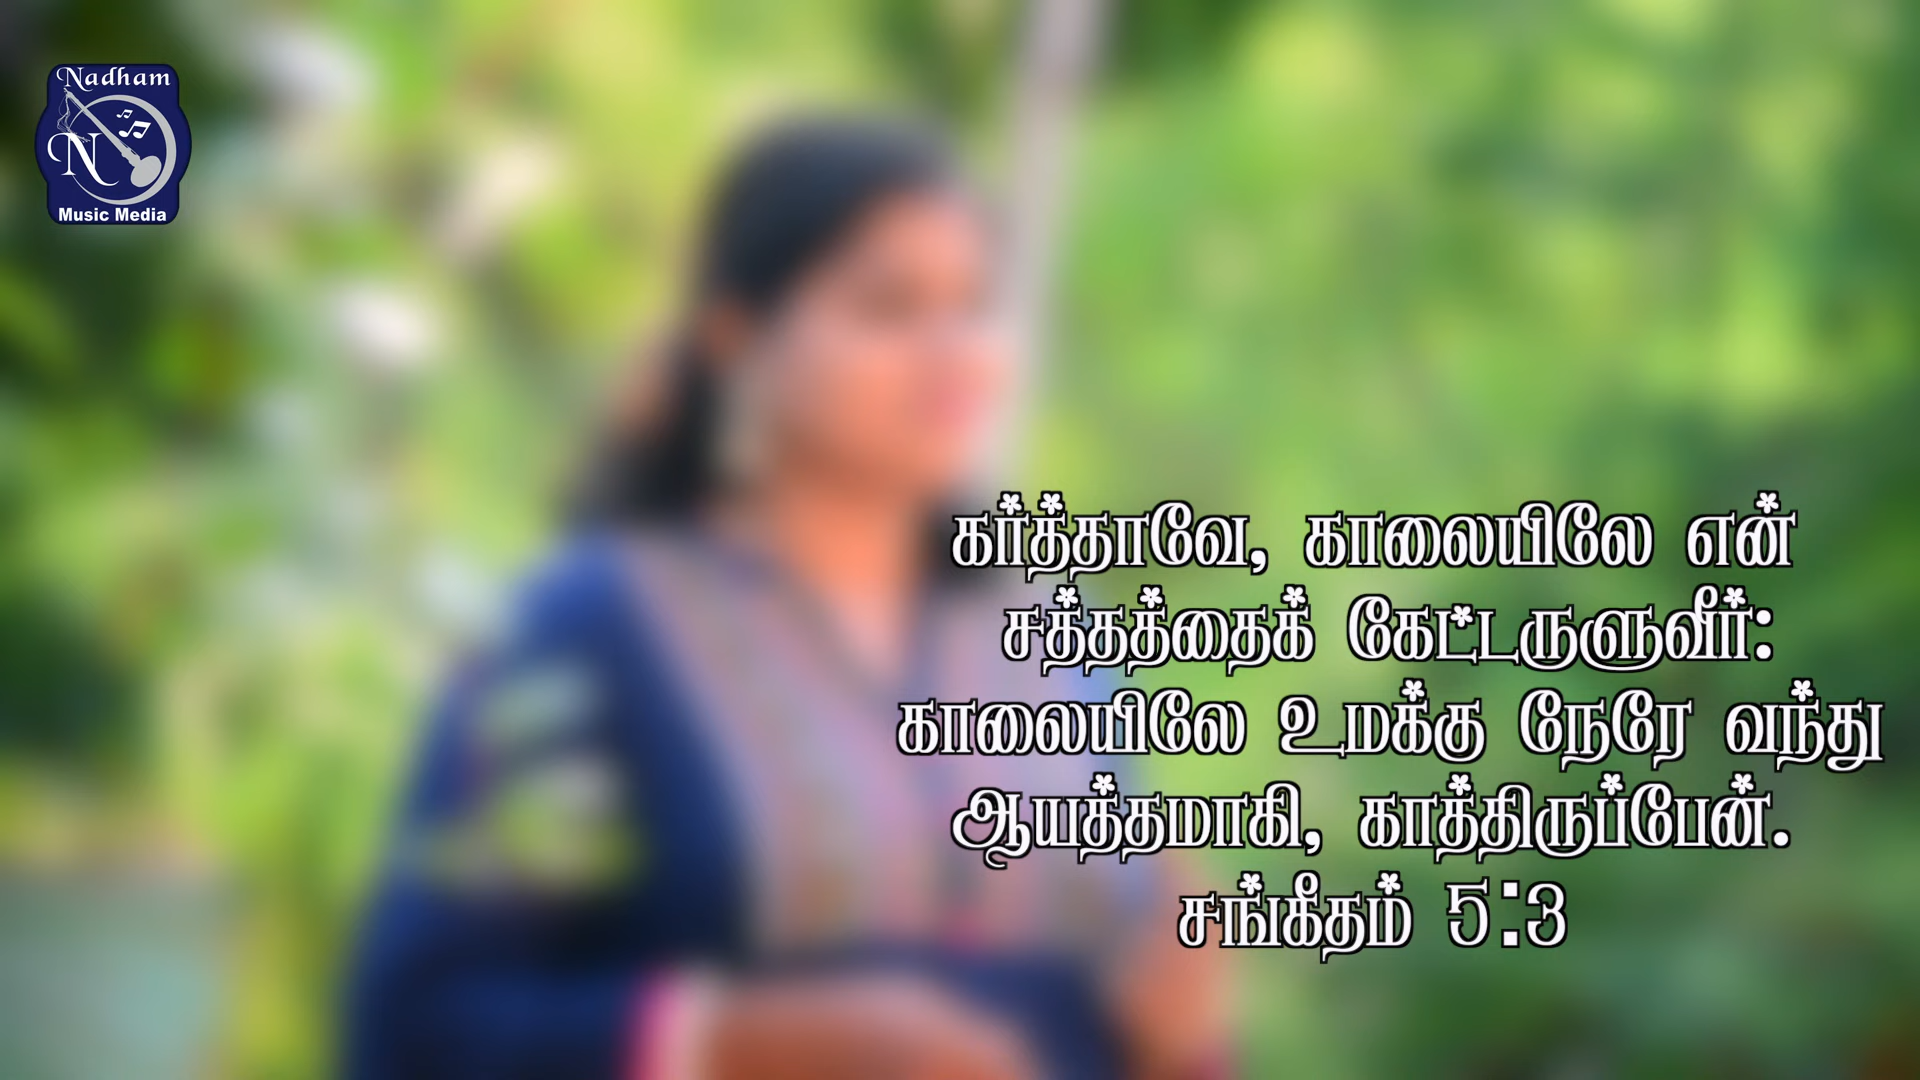 Nadham
N
Music Media
கர்த்தாவே, காலையிலே என்
சத்தத்தைக் கேட்டருளுவீர்:
காலையிலே உமக்கு நேரே வந்து
ஆயத்தமாகி, காத்திருப்பேன்.
சங்கீதம் 5:3